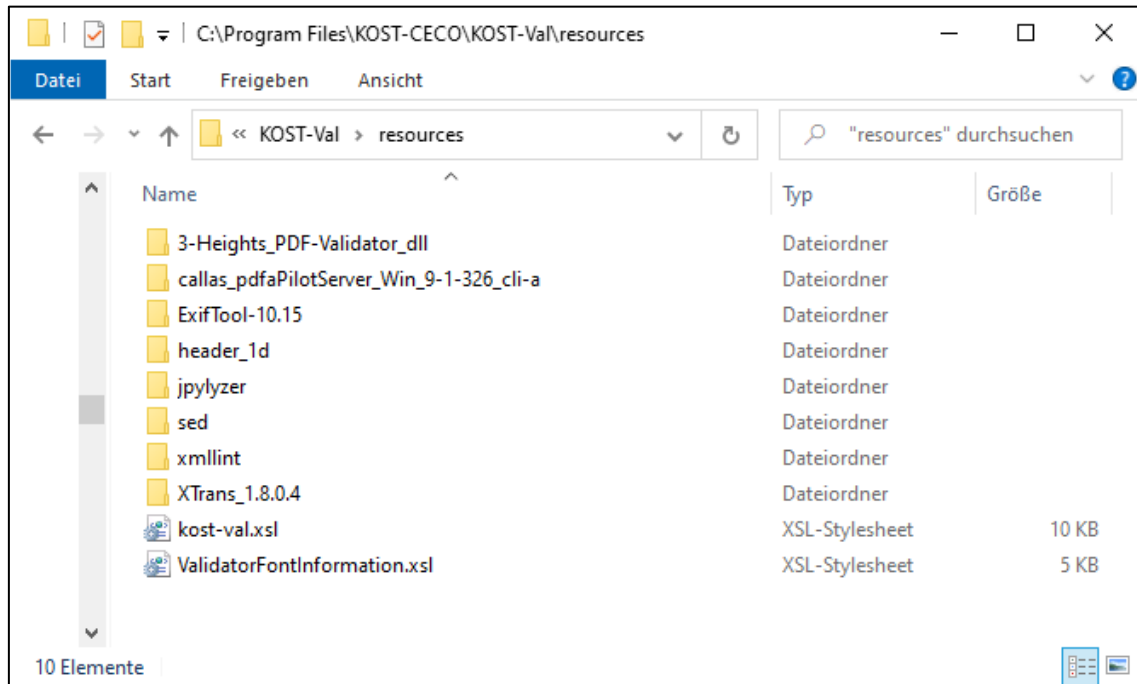 C:\Program Files\KOST-CECO\KOST-Val\resources
Datei Start Freigeben Ansicht ?
« KOST-Val > resources "resources" durchsuchen
Name Typ Größe
3-Heights_PDF-Validator_dll Dateiordner
callas_pdfaPilotServer_Win_9-1-326_cli-a Dateiordner
ExifTool-10.15 Dateiordner
header_1d Dateiordner
jpylyzer Dateiordner
sed Dateiordner
xmllint Dateiordner
XTrans_1.8.0.4 Dateiordner
kost-val.xsl XSL-Stylesheet 10 KB
ValidatorFontInformation.xsl XSL-Stylesheet 5 KB
10 Elemente